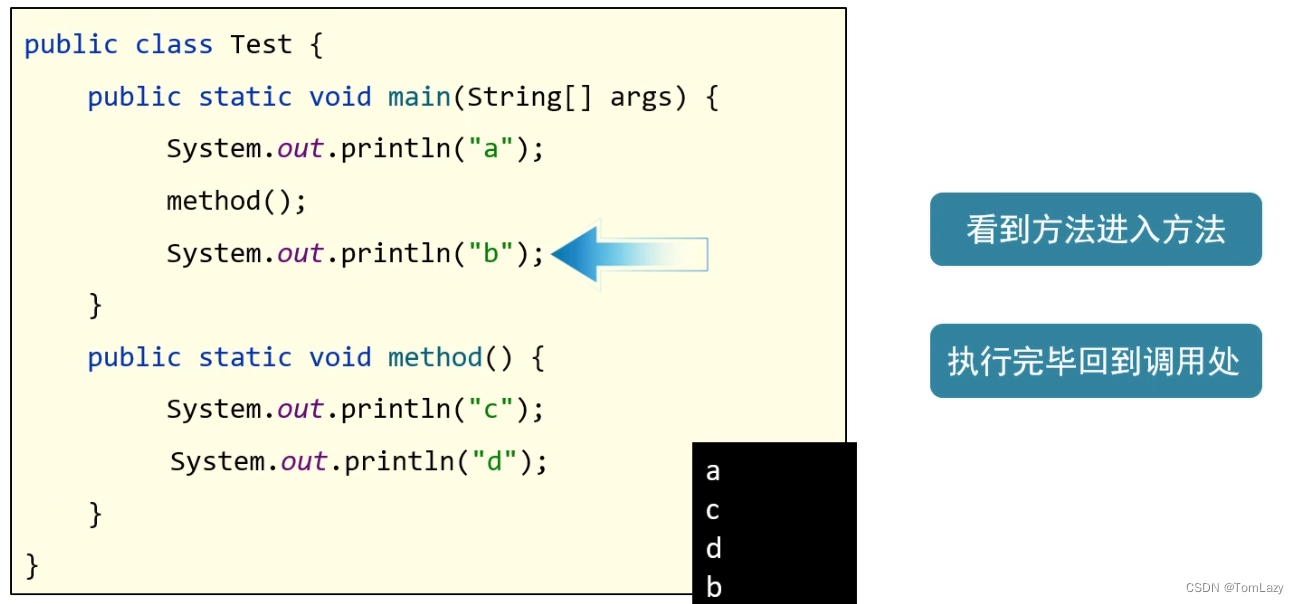 public class Test {
public static void main(String[] args) {
System.out.println("a");
method();
System.out.println("b");
}
public static void method() {
System.out.println("c");
System.out.println("d");
}
}
a
c
d
b
看到方法进入方法
执行完毕回到调用处
CSDN @TomLazy